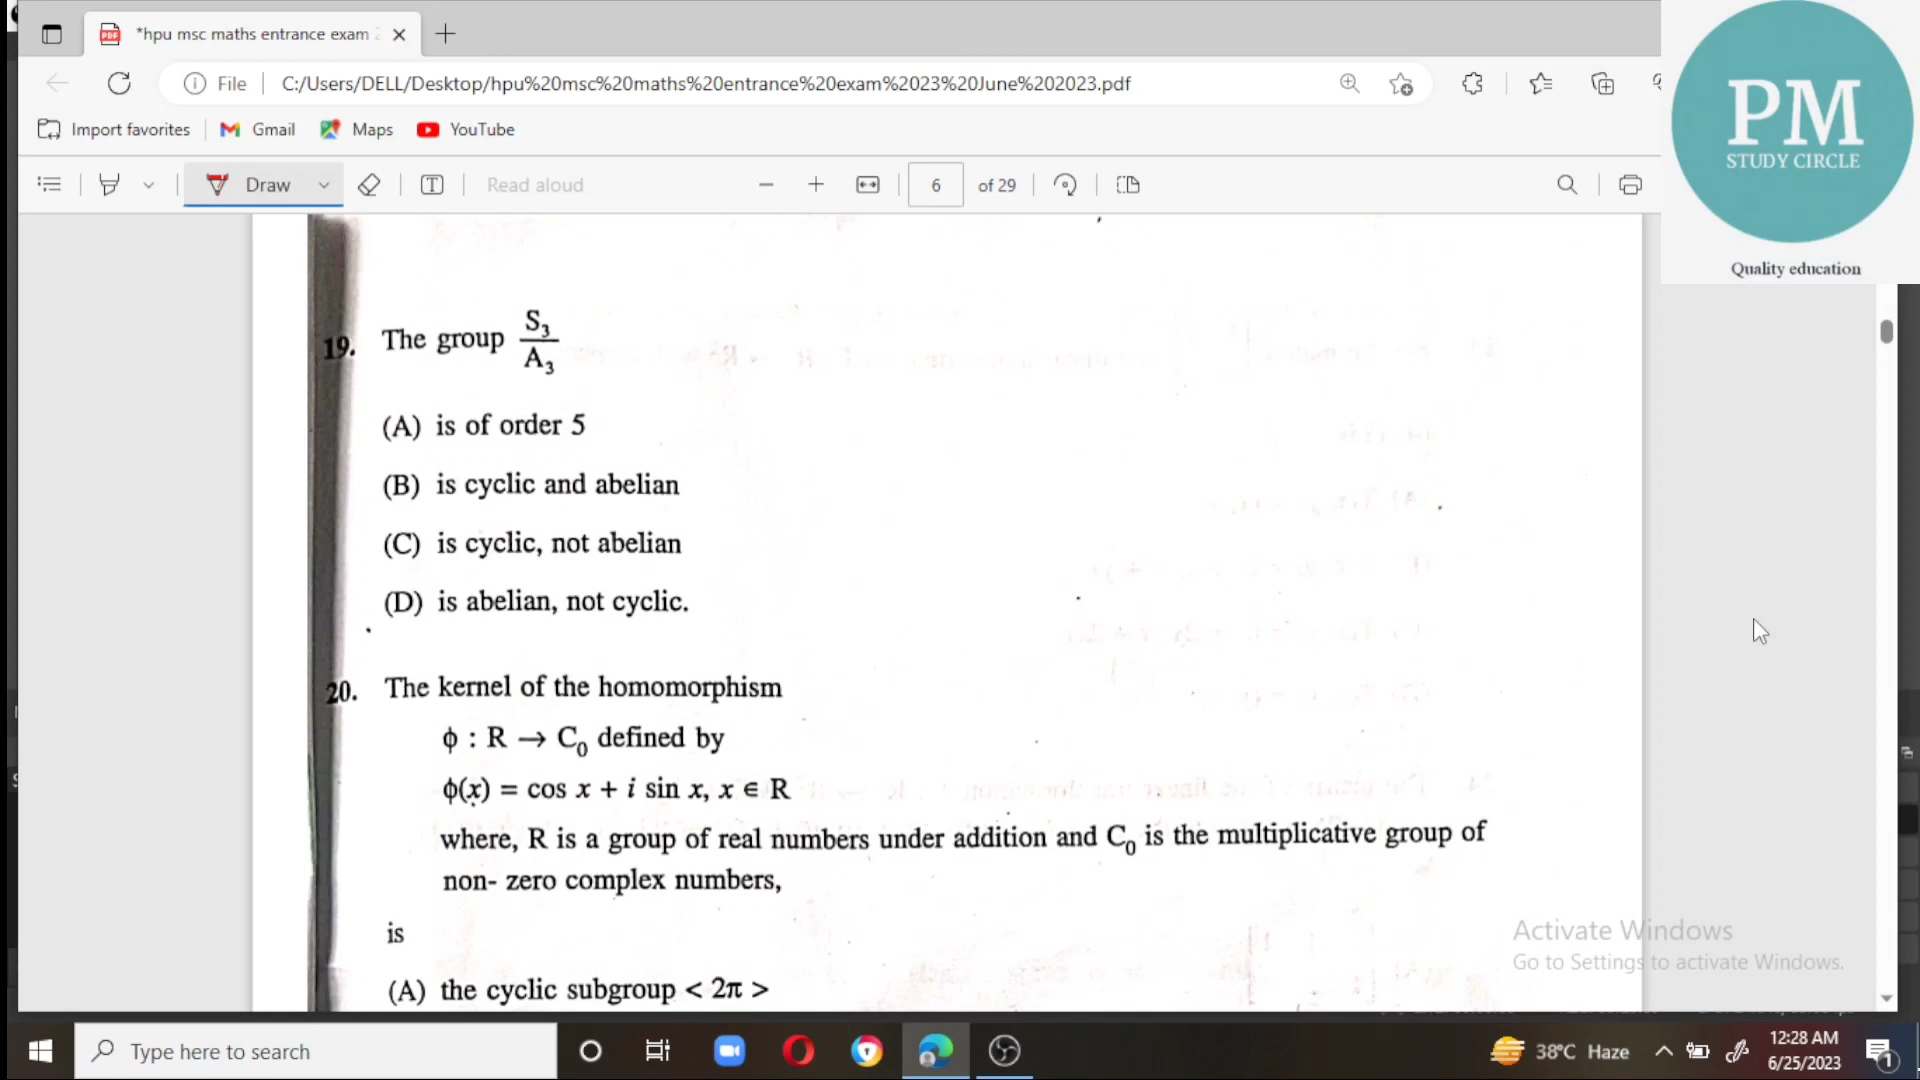 *hpu msc maths entrance exam 2
File
C:/Users/DELL/Desktop/hpu%20msc%20maths%20entrance%20exam%2023%20June%202023.pdf
Import favorites
Gmail
Maps
YouTube
Draw
Read aloud
6
of 29
PM
STUDY CIRCLE
Quality education
19. The group S₃/A₃
(A) is of order 5
(B) is cyclic and abelian
(C) is cyclic, not abelian
(D) is abelian, not cyclic.
20. The kernel of the homomorphism
ϕ : R → C₀ defined by
ϕ(x) = cos x + i sin x, x ∈ R
where, R is a group of real numbers under addition and C₀ is the multiplicative group of
non- zero complex numbers,
is
(A) the cyclic subgroup < 2π >
Activate Windows
Go to Settings to activate Windows.
Type here to search
38°C Haze
12:28 AM
6/25/2023
1